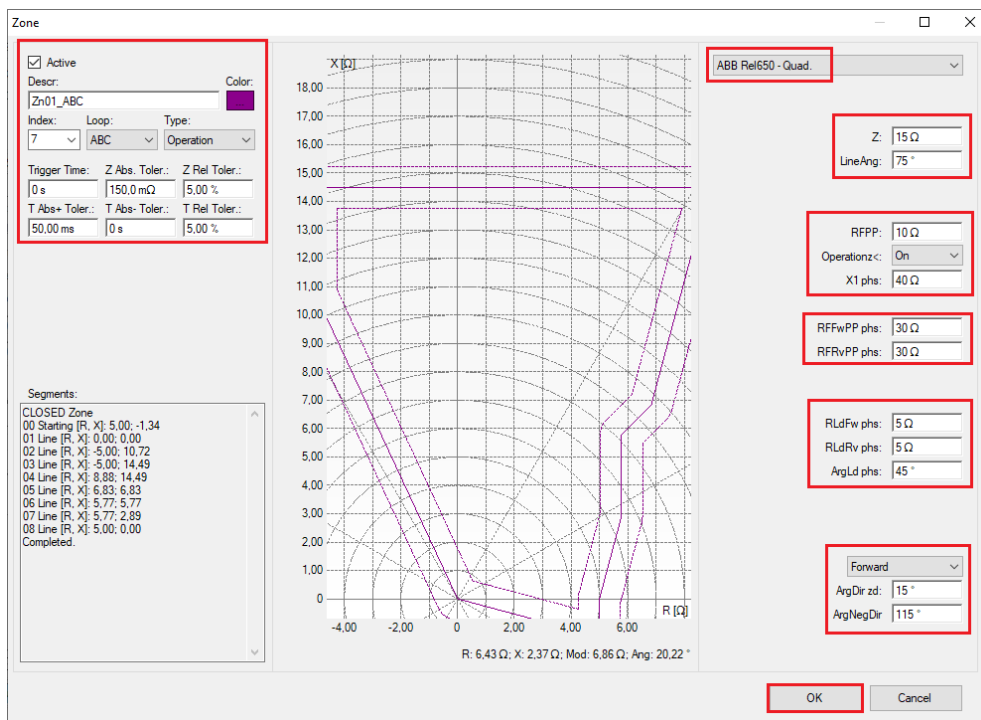 Zone
Active
Descr: Color:
Zn01_ABC
Index: Loop: Type:
7 ABC Operation
Trigger Time: Z Abs. Toler.: Z Rel Toler.:
0 s 150,0 mΩ 5,00 %
T Abs+ Toler.: T Abs- Toler.: T Rel Toler.:
50,00 ms 0 s 5,00 %
Segments:
CLOSED Zone
00 Starting [R, X]: 5,00; -1,34
01 Line [R, X]: 0,00; 0,00
02 Line [R, X]: -5,00; 10,72
03 Line [R, X]: -5,00; 14,49
04 Line [R, X]: 8,88; 14,49
05 Line [R, X]: 6,83; 6,83
06 Line [R, X]: 5,77; 5,77
07 Line [R, X]: 5,77; 2,89
08 Line [R, X]: 5,00; 0,00
Completed.
X [Ω]
18,00
17,00
16,00
15,00
14,00
13,00
12,00
11,00
10,00
9,00
8,00
7,00
6,00
5,00
4,00
3,00
2,00
1,00
0
R [Ω]
-4,00 -2,00 0 2,00 4,00 6,00
R: 6,43 Ω; X: 2,37 Ω; Mod: 6,86 Ω; Ang: 20,22 °
ABB Rel650 - Quad.
Z: 15 Ω
LineAng: 75 °
RFPP: 10 Ω
Operationz<: On
X1 phs: 40 Ω
RFFwPP phs: 30 Ω
RFRvPP phs: 30 Ω
RLdFw phs: 5 Ω
RLdRv phs: 5 Ω
ArgLd phs: 45 °
Forward
ArgDir zd: 15 °
ArgNegDir 115 °
OK Cancel